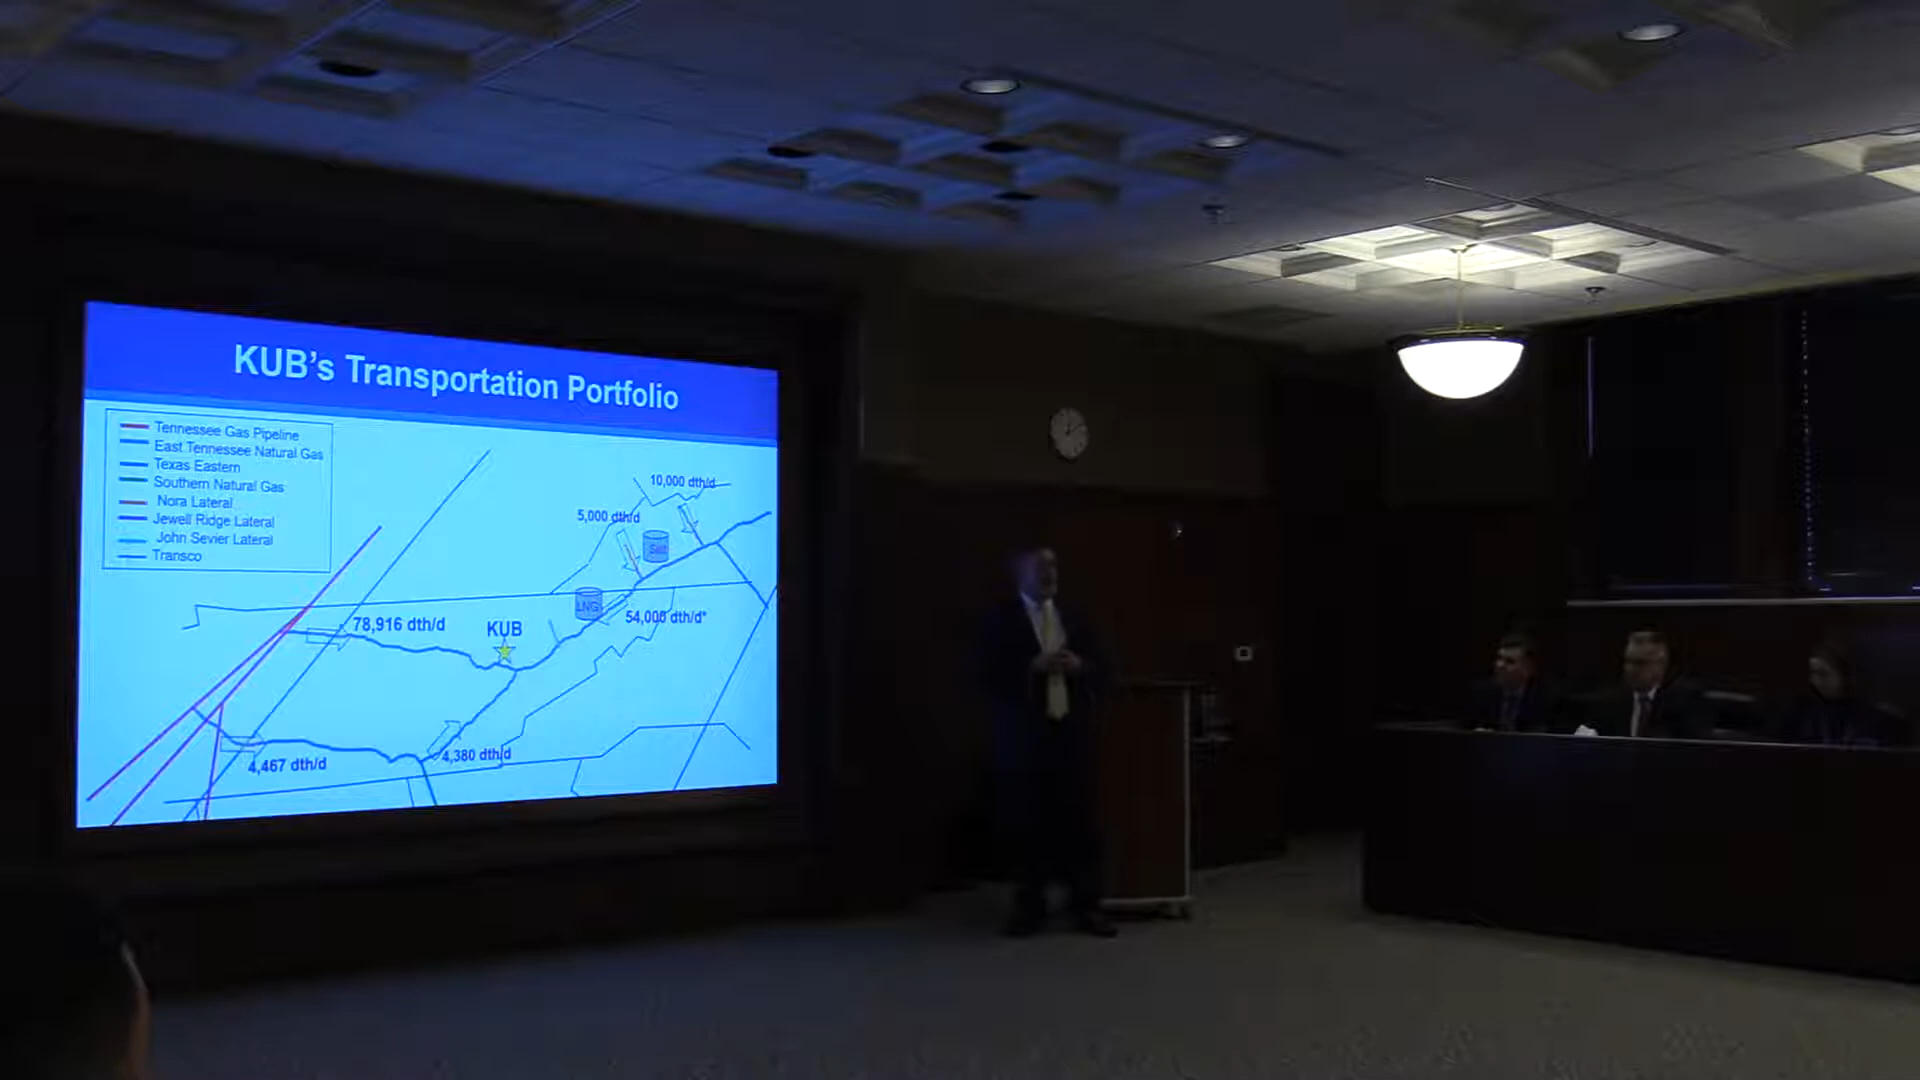 KUB's Transportation Portfolio
Tennessee Gas Pipeline
East Tennessee Natural Gas
Texas Eastern
Southern Natural Gas
Nora Lateral
Jewell Ridge Lateral
John Sevier Lateral
Transco
10,000 dth/d
5,000 dth/d
Salt
LNG
54,000 dth/d*
78,916 dth/d
KUB
4,380 dth/d
4,467 dth/d